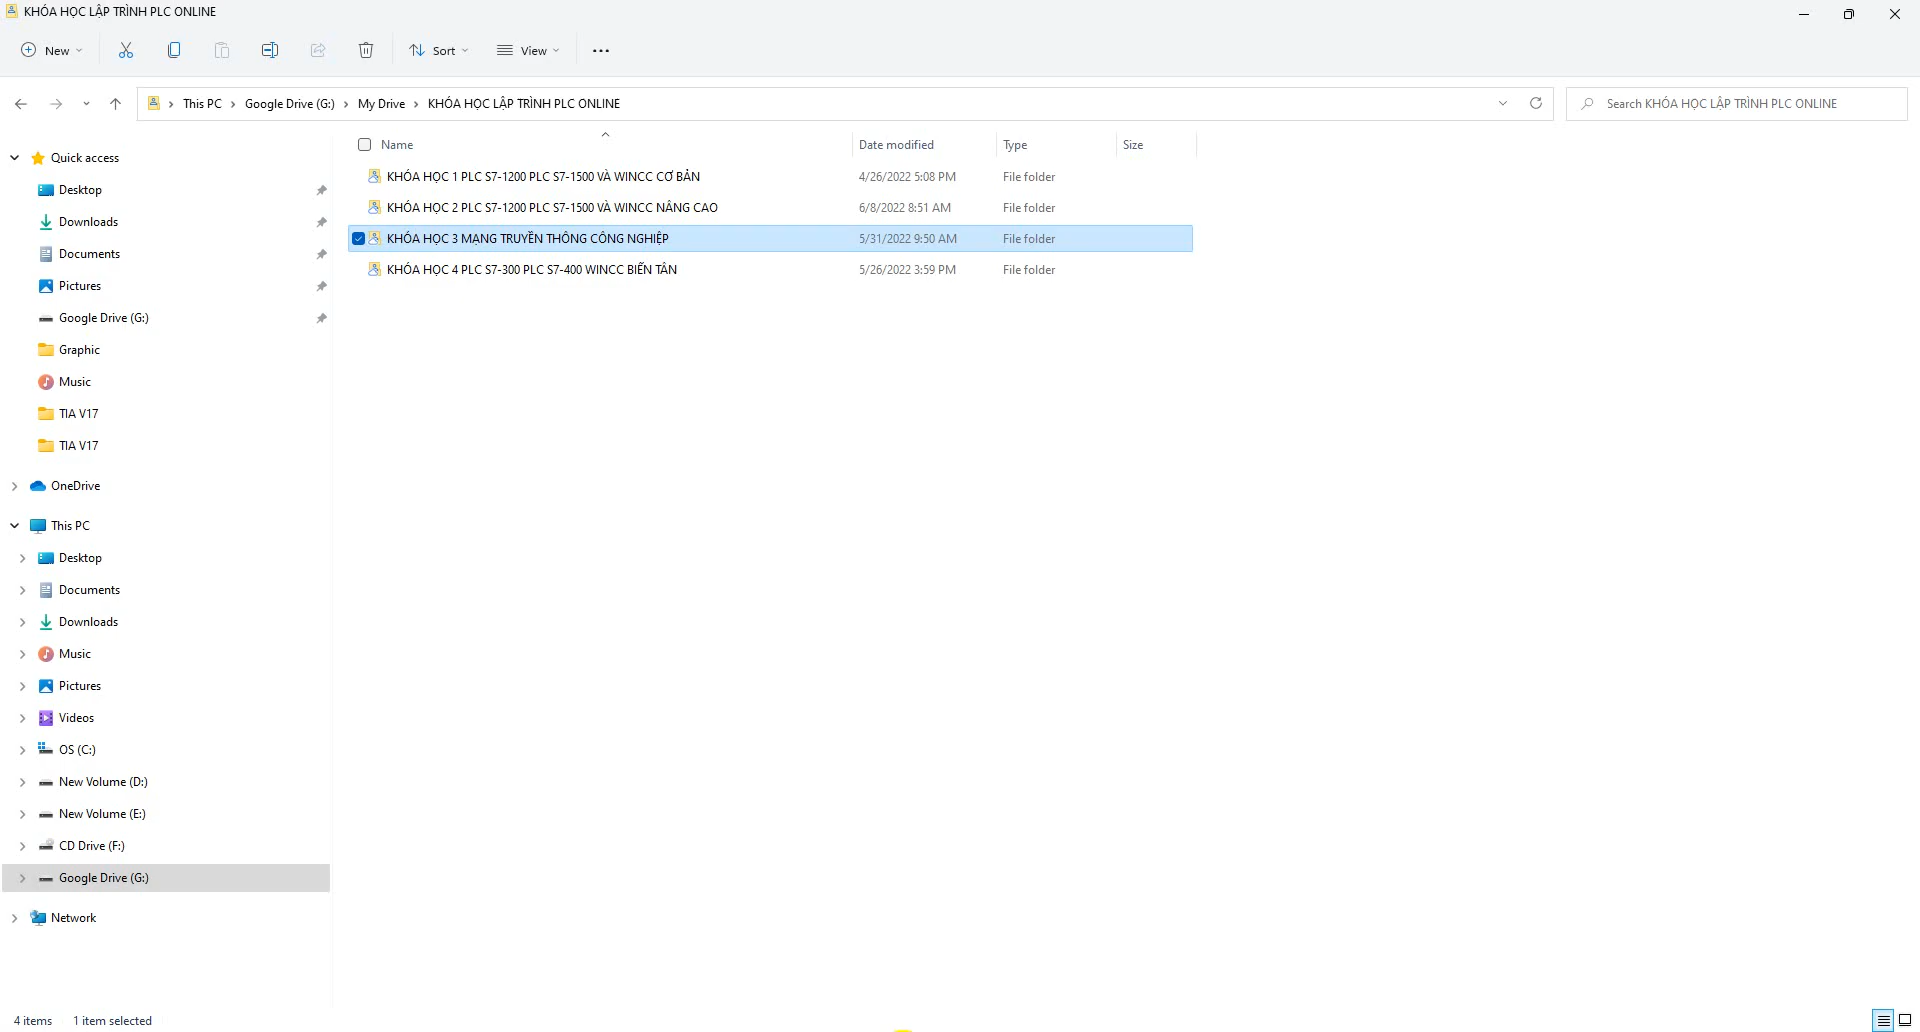 KHÓA HỌC LẬP TRÌNH PLC ONLINE
New
Sort
View
This PC > Google Drive (G:) > My Drive > KHÓA HỌC LẬP TRÌNH PLC ONLINE
Search KHÓA HỌC LẬP TRÌNH PLC ONLINE
Name Date modified Type Size
KHÓA HỌC 1 PLC S7-1200 PLC S7-1500 VÀ WINCC CƠ BẢN 4/26/2022 5:08 PM File folder
KHÓA HỌC 2 PLC S7-1200 PLC S7-1500 VÀ WINCC NÂNG CAO 6/8/2022 8:51 AM File folder
KHÓA HỌC 3 MẠNG TRUYỀN THÔNG CÔNG NGHIỆP 5/31/2022 9:50 AM File folder
KHÓA HỌC 4 PLC S7-300 PLC S7-400 WINCC BIẾN TẦN 5/26/2022 3:59 PM File folder
Quick access
Desktop
Downloads
Documents
Pictures
Google Drive (G:)
Graphic
Music
TIA V17
TIA V17
OneDrive
This PC
Desktop
Documents
Downloads
Music
Pictures
Videos
OS (C:)
New Volume (D:)
New Volume (E:)
CD Drive (F:)
Google Drive (G:)
Network
4 items 1 item selected